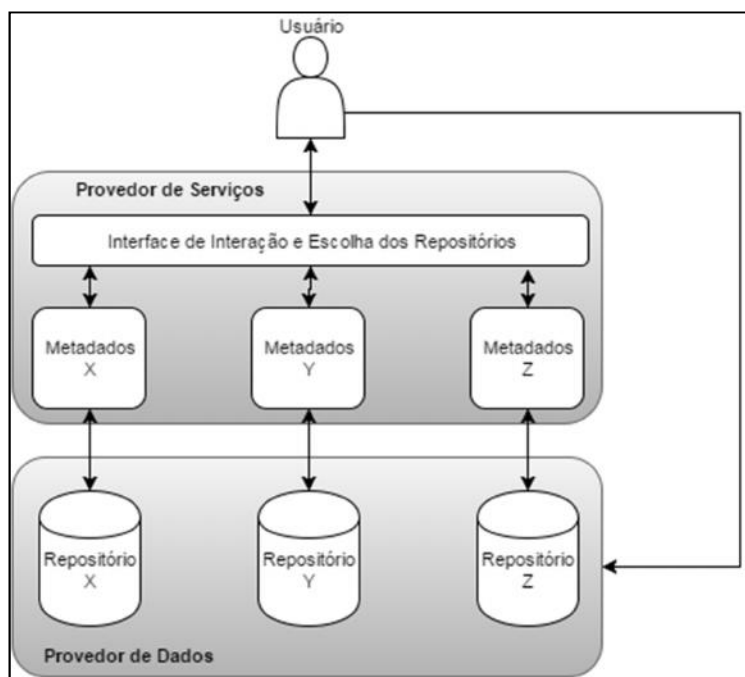 Usuário
Provedor de Serviços
Interface de Interação e Escolha dos Repositórios
Metadados
X
Metadados
Y
Metadados
Z
Repositório
X
Repositório
Y
Repositório
Z
Provedor de Dados